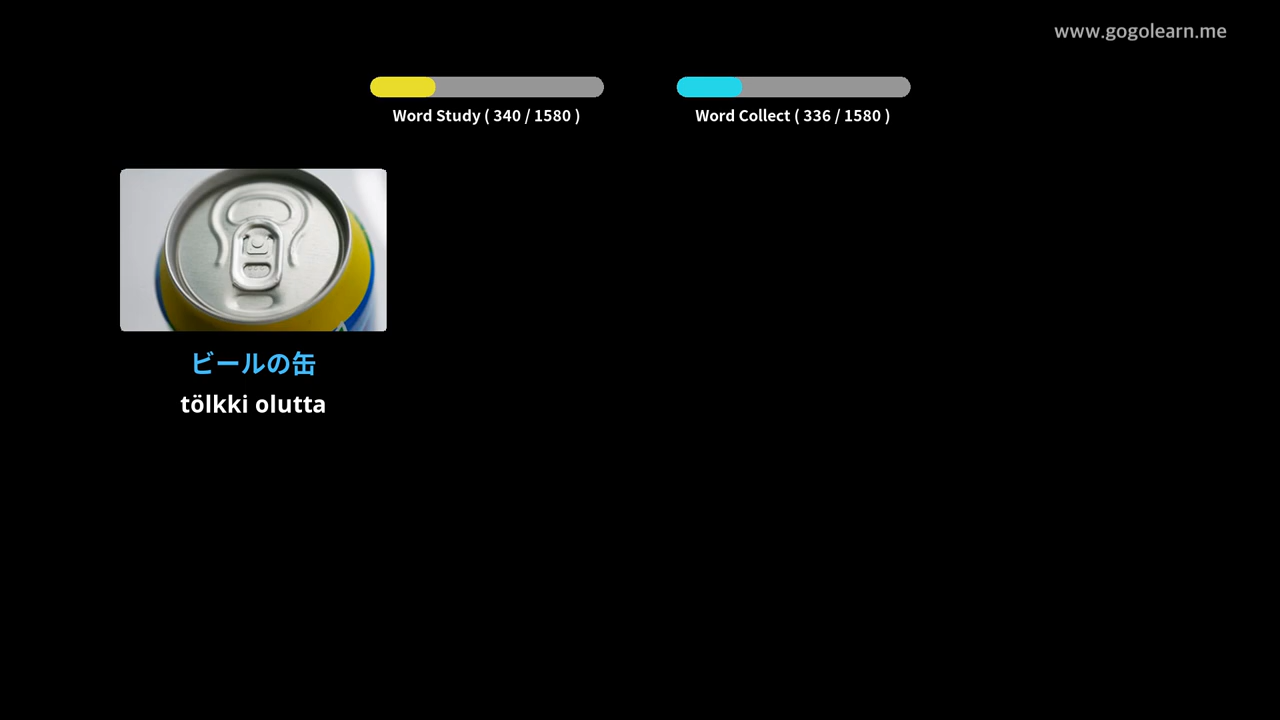 www.gogolearn.me
Word Study ( 340 / 1580 )
Word Collect ( 336 / 1580 )
ビールの缶
tölkki olutta